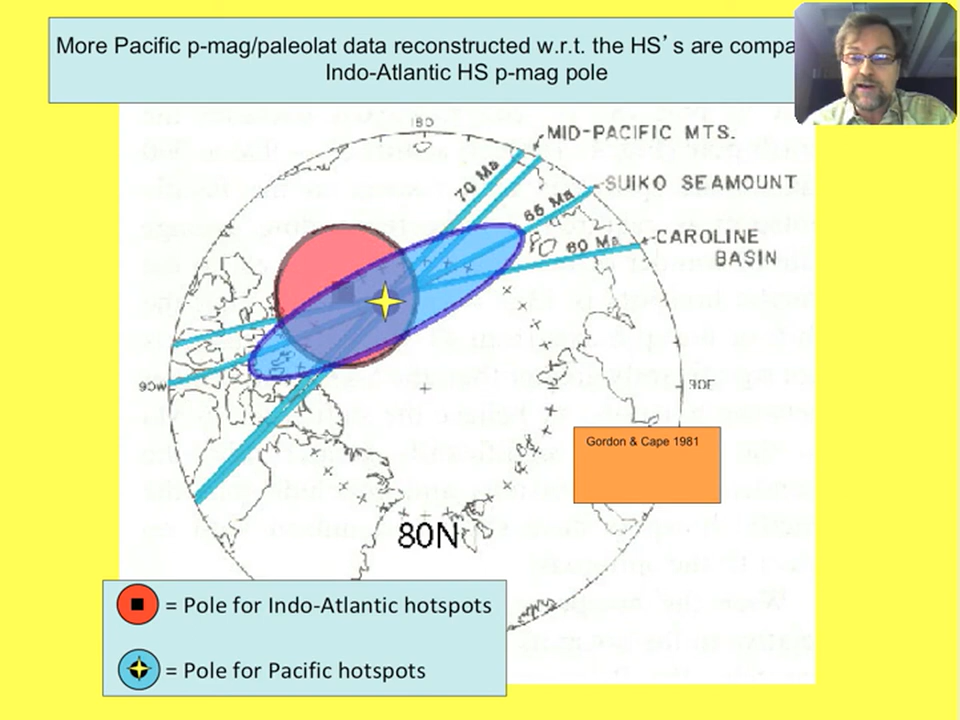 More Pacific p-mag/paleolat data reconstructed w.r.t. the HS's are compa
Indo-Atlantic HS p-mag pole
180
MID-PACIFIC MTS.
70 Ma
SUIKO SEAMOUNT
65 Ma
60 Ma
CAROLINE
BASIN
90W
90E
Gordon & Cape 1981
80N
= Pole for Indo-Atlantic hotspots
= Pole for Pacific hotspots